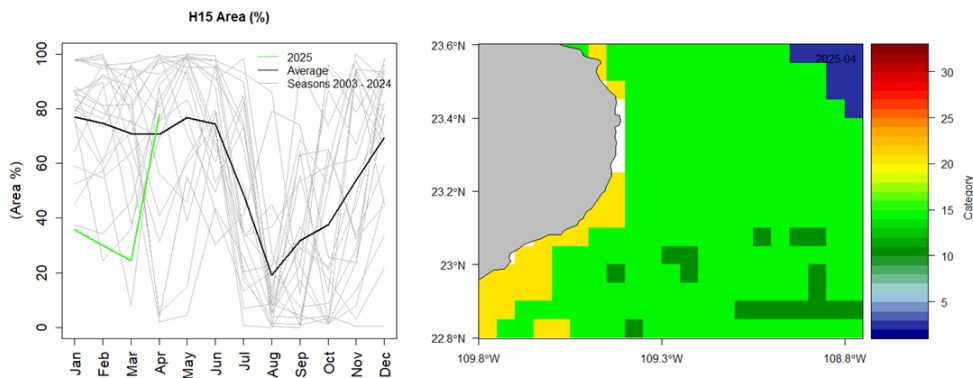 H15 Area (%)
(Area %)
100
80
60
40
20
0
Jan
Feb
Mar
Apr
May
Jun
Jul
Aug
Sep
Oct
Nov
Dec
2025
Average
Seasons 2003 - 2024
23.6°N
23.4°N
23.2°N
23°N
22.8°N
109.8°W
109.3°W
108.8°W
2025-04
30
25
20
15
10
5
Category